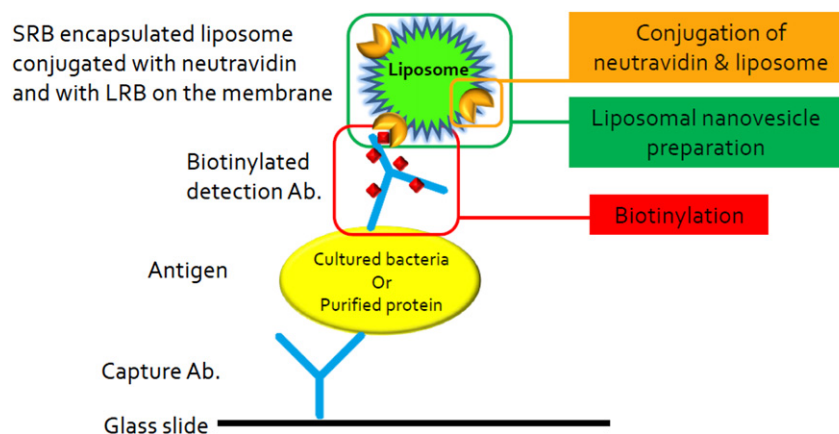 SRB encapsulated liposome
conjugated with neutravidin
and with LRB on the membrane
Liposome
Conjugation of
neutravidin & liposome
Liposomal nanovesicle
preparation
Biotinylated
detection Ab.
Biotinylation
Antigen
Cultured bacteria
Or
Purified protein
Capture Ab.
Glass slide